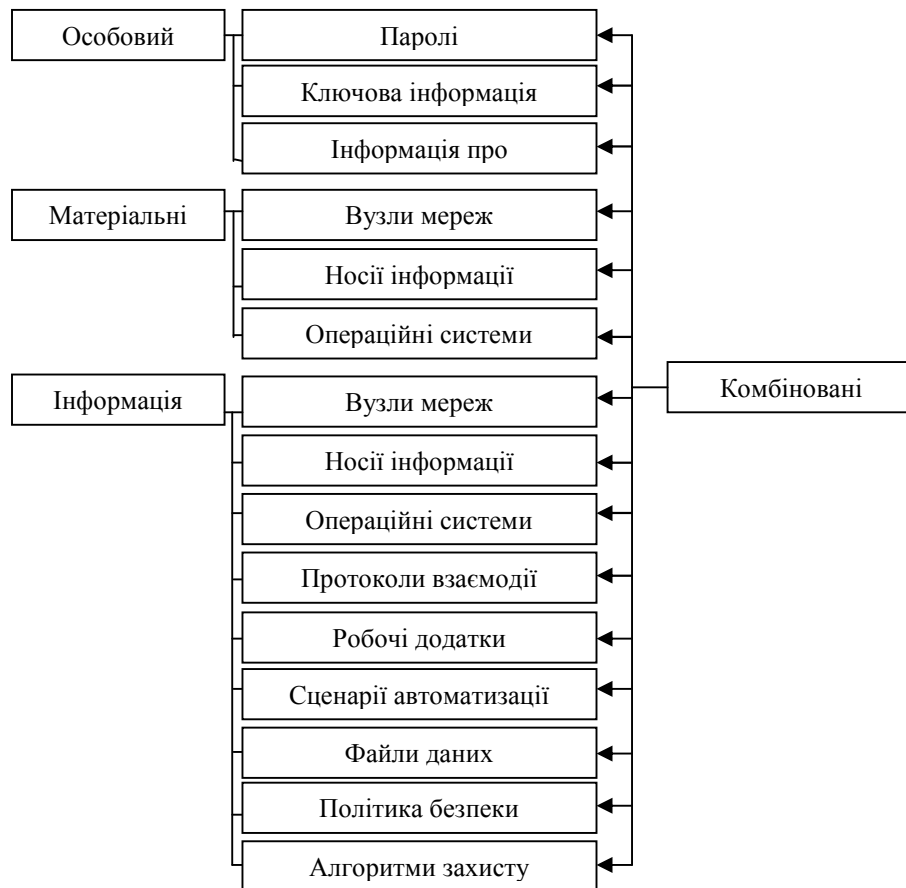 Особовий
Паролі
Ключова інформація
Інформація про
Матеріальні
Вузли мереж
Носії інформації
Операційні системи
Інформація
Вузли мереж
Носії інформації
Операційні системи
Протоколи взаємодії
Робочі додатки
Сценарії автоматизації
Файли даних
Політика безпеки
Алгоритми захисту
Комбіновані